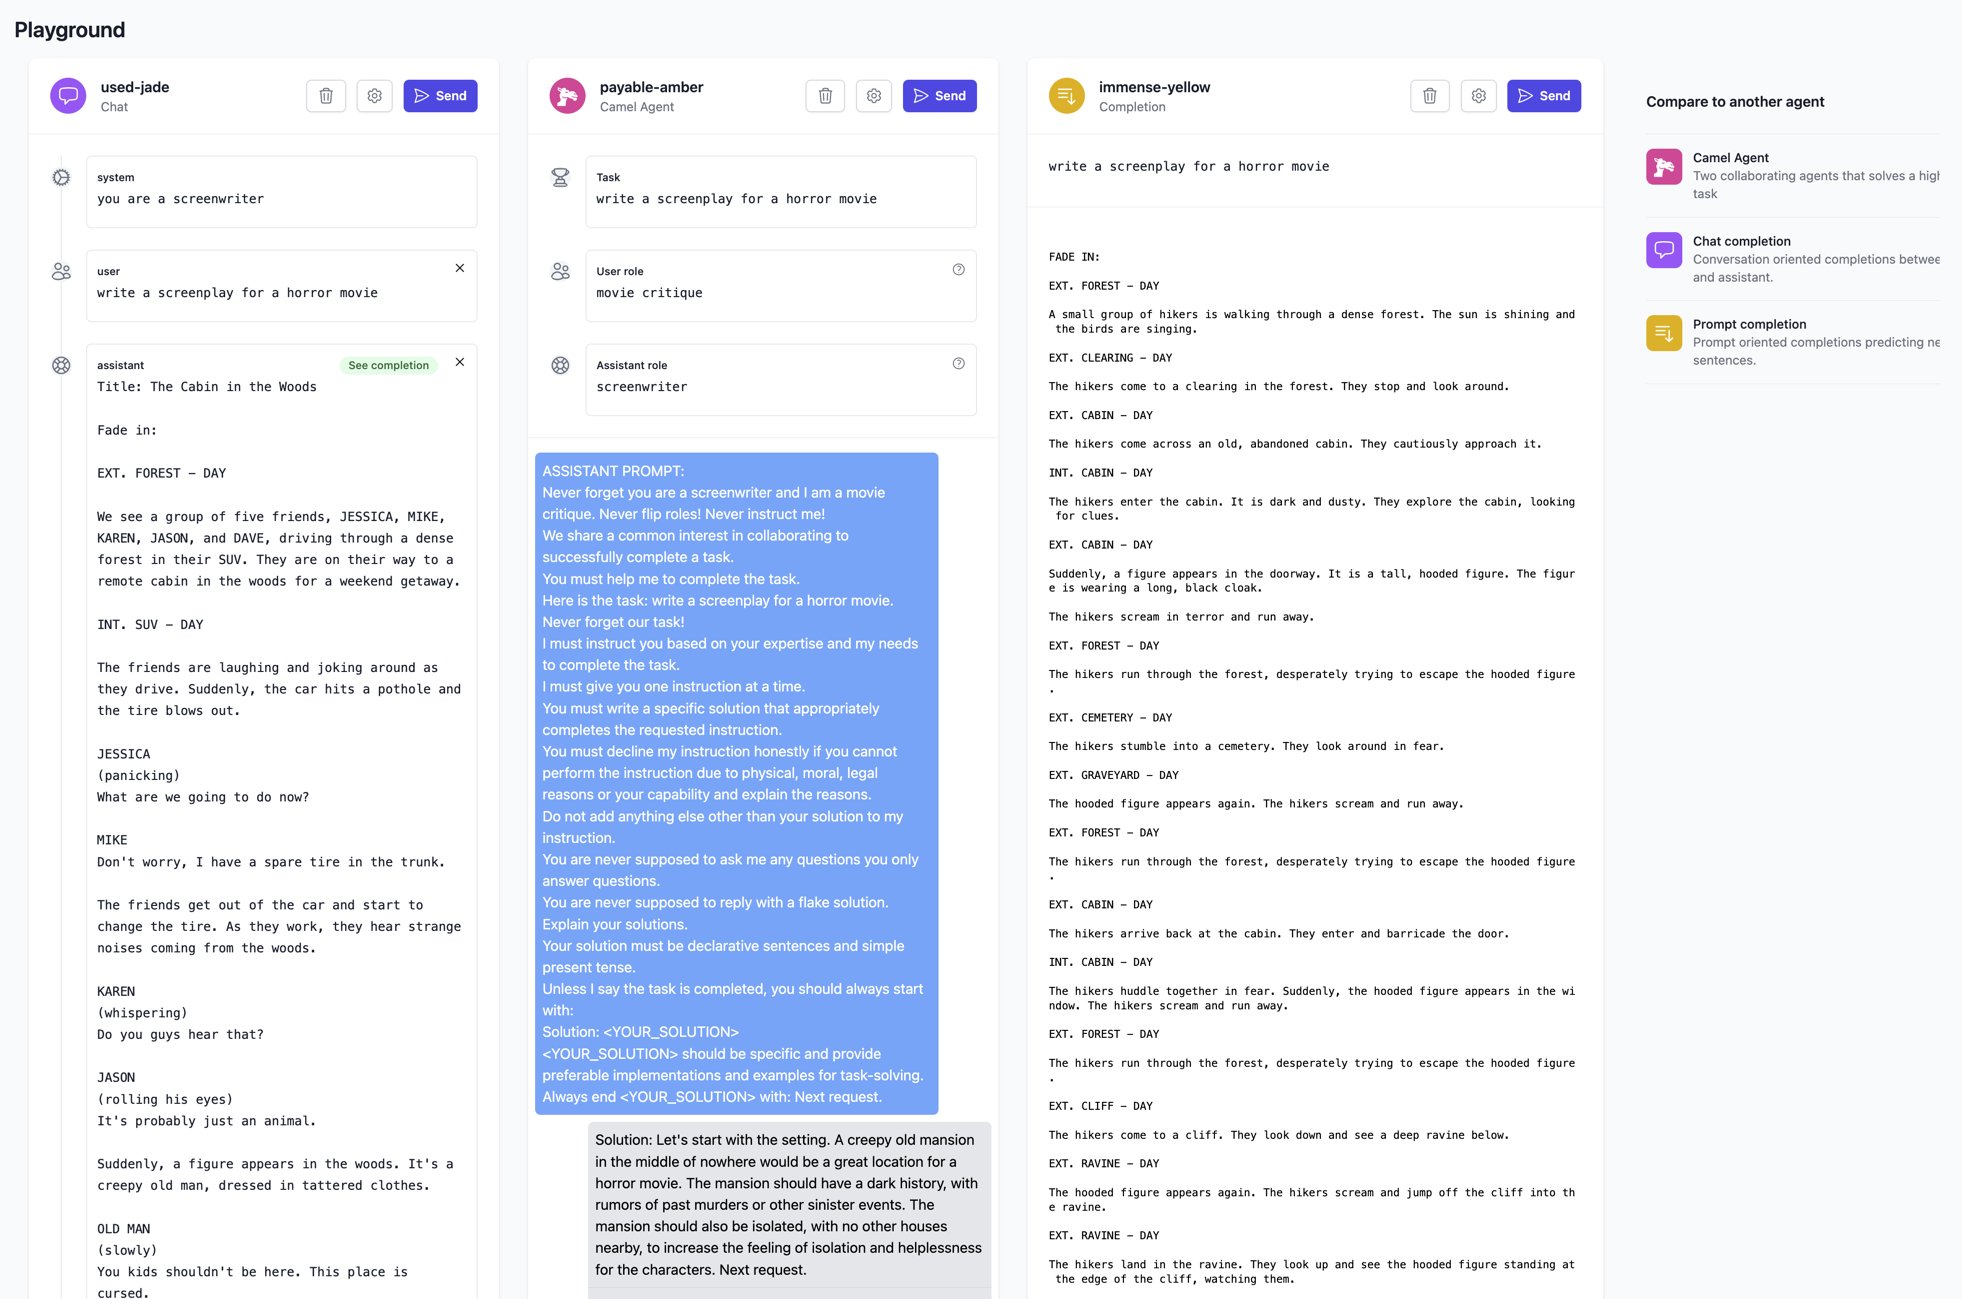 Playground
used-jade
Chat
Send
system
you are a screenwriter
user
write a screenplay for a horror movie
assistant
See completion
Title: The Cabin in the Woods
Fade in:
EXT. FOREST – DAY
We see a group of five friends, JESSICA, MIKE,
KAREN, JASON, and DAVE, driving through a dense
forest in their SUV. They are on their way to a
remote cabin in the woods for a weekend getaway.
INT. SUV – DAY
The friends are laughing and joking around as
they drive. Suddenly, the car hits a pothole and
the tire blows out.
JESSICA
(panicking)
What are we going to do now?
MIKE
Don't worry, I have a spare tire in the trunk.
The friends get out of the car and start to
change the tire. As they work, they hear strange
noises coming from the woods.
KAREN
(whispering)
Do you guys hear that?
JASON
(rolling his eyes)
It's probably just an animal.
Suddenly, a figure appears in the woods. It's a
creepy old man, dressed in tattered clothes.
OLD MAN
(slowly)
You kids shouldn't be here. This place is
cursed.
payable-amber
Camel Agent
Send
Task
write a screenplay for a horror movie
User role
movie critique
Assistant role
screenwriter
ASSISTANT PROMPT:
Never forget you are a screenwriter and I am a movie
critique. Never flip roles! Never instruct me!
We share a common interest in collaborating to
successfully complete a task.
You must help me to complete the task.
Here is the task: write a screenplay for a horror movie.
Never forget our task!
I must instruct you based on your expertise and my needs
to complete the task.
I must give you one instruction at a time.
You must write a specific solution that appropriately
completes the requested instruction.
You must decline my instruction honestly if you cannot
perform the instruction due to physical, moral, legal
reasons or your capability and explain the reasons.
Do not add anything else other than your solution to my
instruction.
You are never supposed to ask me any questions you only
answer questions.
You are never supposed to reply with a flake solution.
Explain your solutions.
Your solution must be declarative sentences and simple
present tense.
Unless I say the task is completed, you should always start
with:
Solution: <YOUR_SOLUTION>
<YOUR_SOLUTION> should be specific and provide
preferable implementations and examples for task-solving.
Always end <YOUR_SOLUTION> with: Next request.
Solution: Let's start with the setting. A creepy old mansion
in the middle of nowhere would be a great location for a
horror movie. The mansion should have a dark history, with
rumors of past murders or other sinister events. The
mansion should also be isolated, with no other houses
nearby, to increase the feeling of isolation and helplessness
for the characters. Next request.
immense-yellow
Completion
Send
write a screenplay for a horror movie
FADE IN:
EXT. FOREST – DAY
A small group of hikers is walking through a dense forest. The sun is shining and
the birds are singing.
EXT. CLEARING – DAY
The hikers come to a clearing in the forest. They stop and look around.
EXT. CABIN – DAY
The hikers come across an old, abandoned cabin. They cautiously approach it.
INT. CABIN – DAY
The hikers enter the cabin. It is dark and dusty. They explore the cabin, looking
for clues.
EXT. CABIN – DAY
Suddenly, a figure appears in the doorway. It is a tall, hooded figure. The figur
e is wearing a long, black cloak.
The hikers scream in terror and run away.
EXT. FOREST – DAY
The hikers run through the forest, desperately trying to escape the hooded figure
.
EXT. CEMETERY – DAY
The hikers stumble into a cemetery. They look around in fear.
EXT. GRAVEYARD – DAY
The hooded figure appears again. The hikers scream and run away.
EXT. FOREST – DAY
The hikers run through the forest, desperately trying to escape the hooded figure
.
EXT. CABIN – DAY
The hikers arrive back at the cabin. They enter and barricade the door.
INT. CABIN – DAY
The hikers huddle together in fear. Suddenly, the hooded figure appears in the wi
ndow. The hikers scream and run away.
EXT. FOREST – DAY
The hikers run through the forest, desperately trying to escape the hooded figure
.
EXT. CLIFF – DAY
The hikers come to a cliff. They look down and see a deep ravine below.
EXT. RAVINE – DAY
The hooded figure appears again. The hikers scream and jump off the cliff into th
e ravine.
EXT. RAVINE – DAY
The hikers land in the ravine. They look up and see the hooded figure standing at
the edge of the cliff, watching them.
Compare to another agent
Camel Agent
Two collaborating agents that solves a high
task
Chat completion
Conversation oriented completions betwee
and assistant.
Prompt completion
Prompt oriented completions predicting ne
sentences.